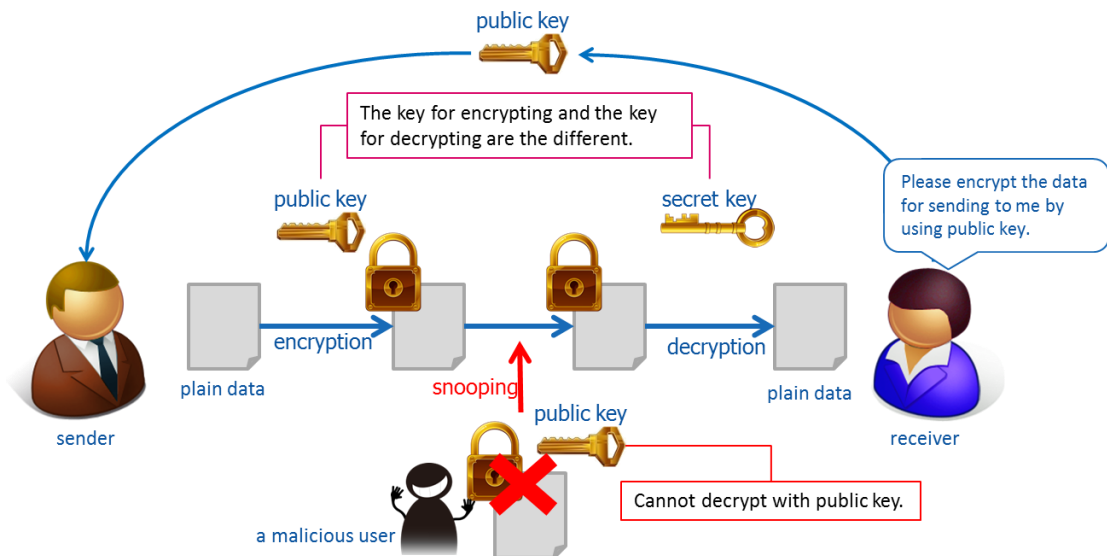 public key
The key for encrypting and the key
for decrypting are the different.
Please encrypt the data
for sending to me by
using public key.
public key
secret key
encryption
decryption
plain data
snooping
plain data
sender
public key
receiver
Cannot decrypt with public key.
a malicious user